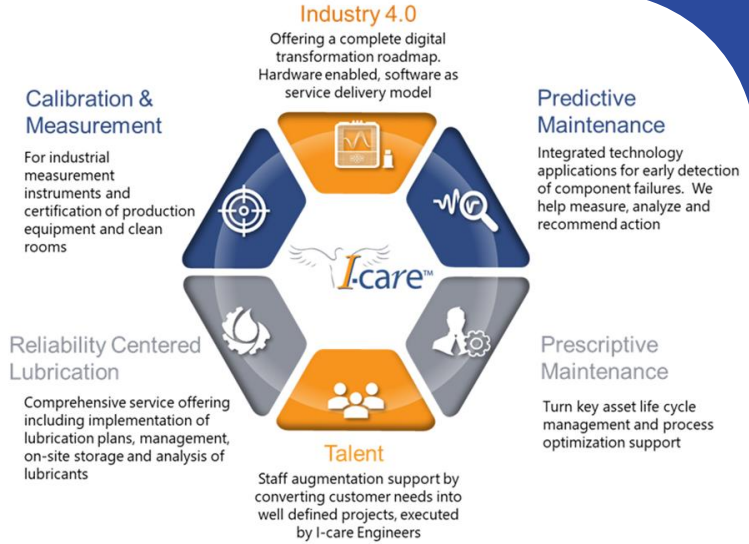 Industry 4.0
Offering a complete digital
transformation roadmap.
Hardware enabled, software as
service delivery model
Calibration &
Measurement
For industrial
measurement
instruments and
certification of production
equipment and clean
rooms
Predictive
Maintenance
Integrated technology
applications for early detection
of component failures. We
help measure, analyze and
recommend action
I-care™
Reliability Centered
Lubrication
Comprehensive service offering
including implementation of
lubrication plans, management,
on-site storage and analysis of
lubricants
Prescriptive
Maintenance
Turn key asset life cycle
management and process
optimization support
Talent
Staff augmentation support by
converting customer needs into
well defined projects, executed
by I-care Engineers